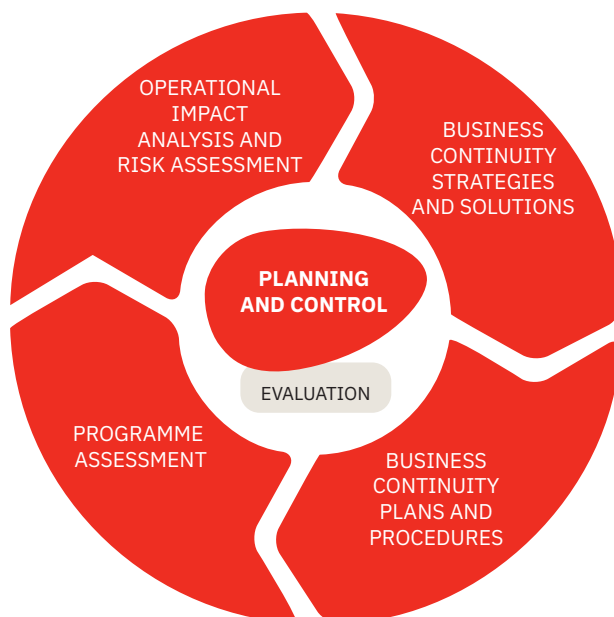 OPERATIONAL
IMPACT
ANALYSIS AND
RISK ASSESSMENT
BUSINESS
CONTINUITY
STRATEGIES
AND SOLUTIONS
PLANNING
AND CONTROL
EVALUATION
PROGRAMME
ASSESSMENT
BUSINESS
CONTINUITY
PLANS AND
PROCEDURES